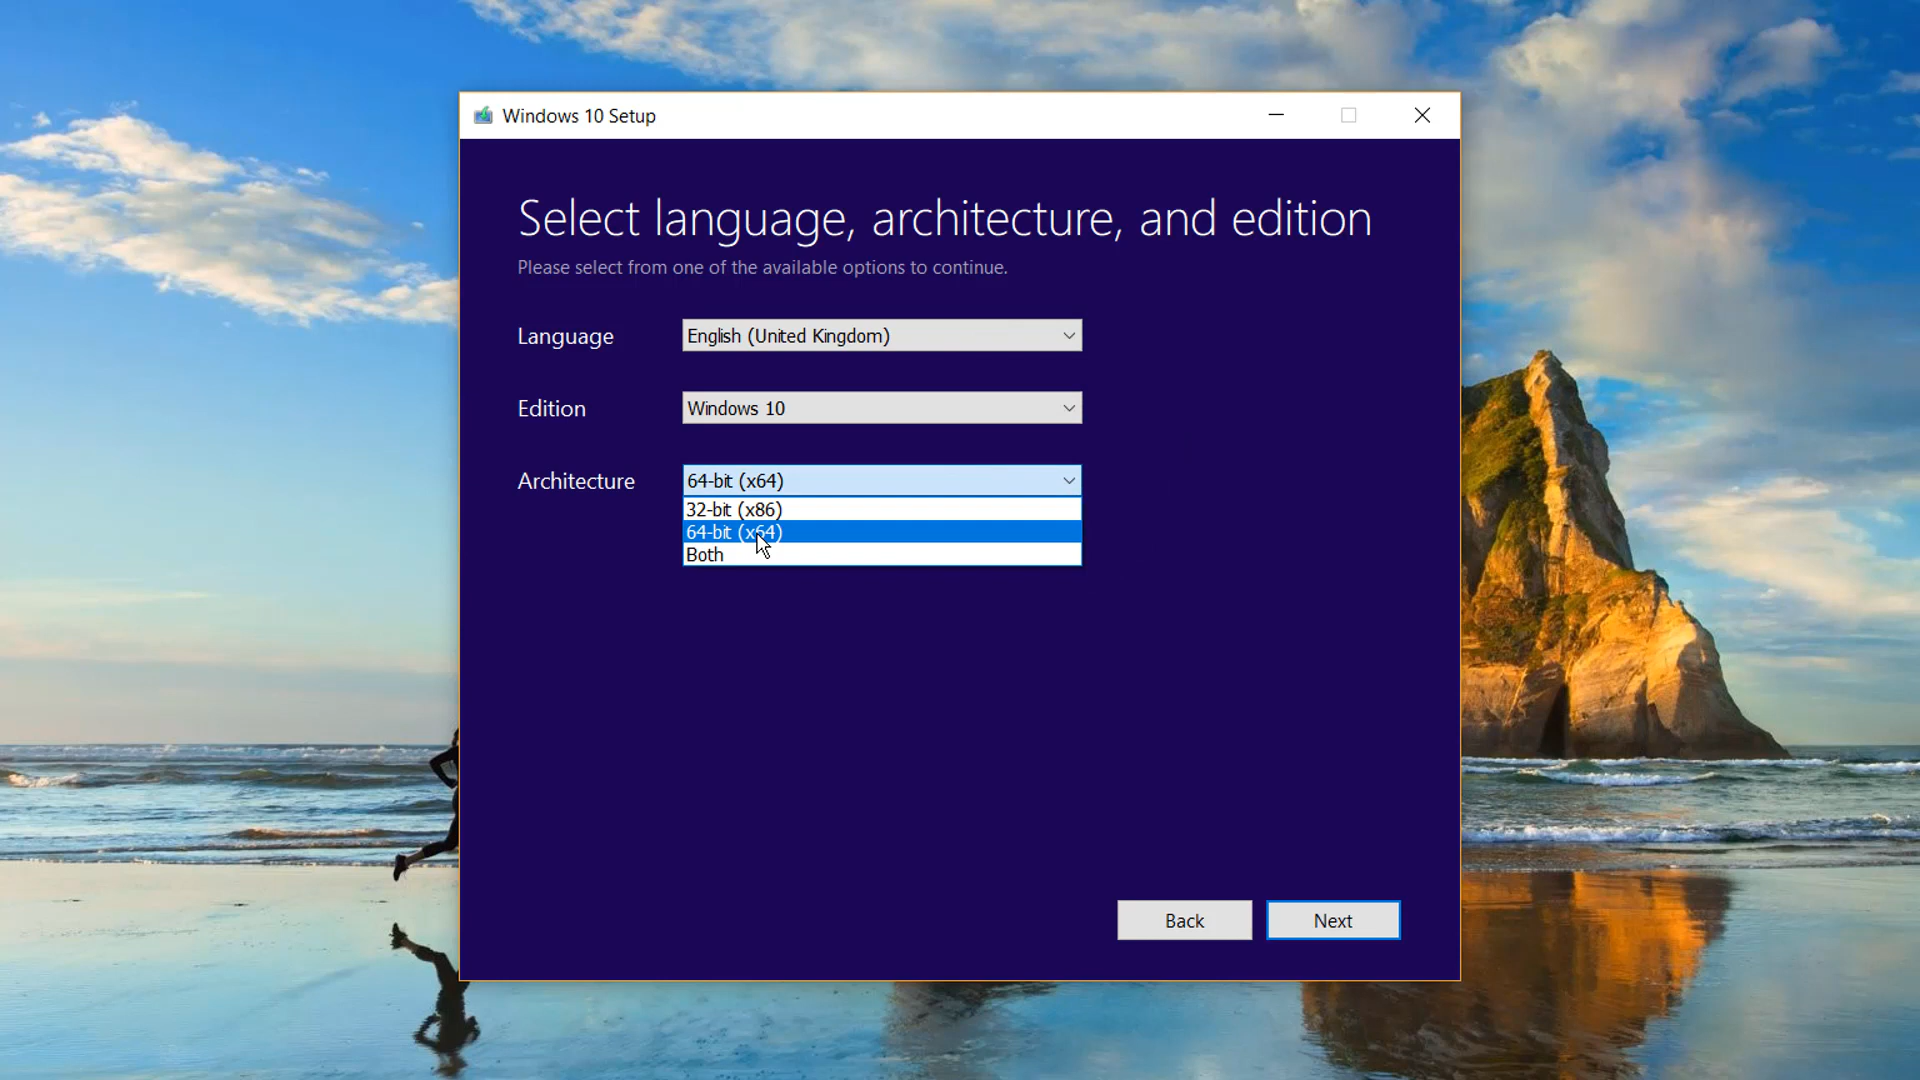 Windows 10 Setup
Select language, architecture, and edition
Please select from one of the available options to continue.
Language English (United Kingdom)
Edition Windows 10
Architecture 64-bit (x64)
32-bit (x86)
64-bit (x64)
Both
Back Next